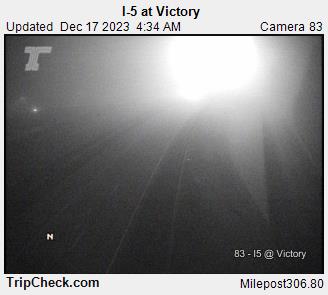 I-5 at Victory
Updated Dec 17 2023 4:34 AM Camera 83
T
N
83 - I5 @ Victory
TripCheck.com Milepost306.80